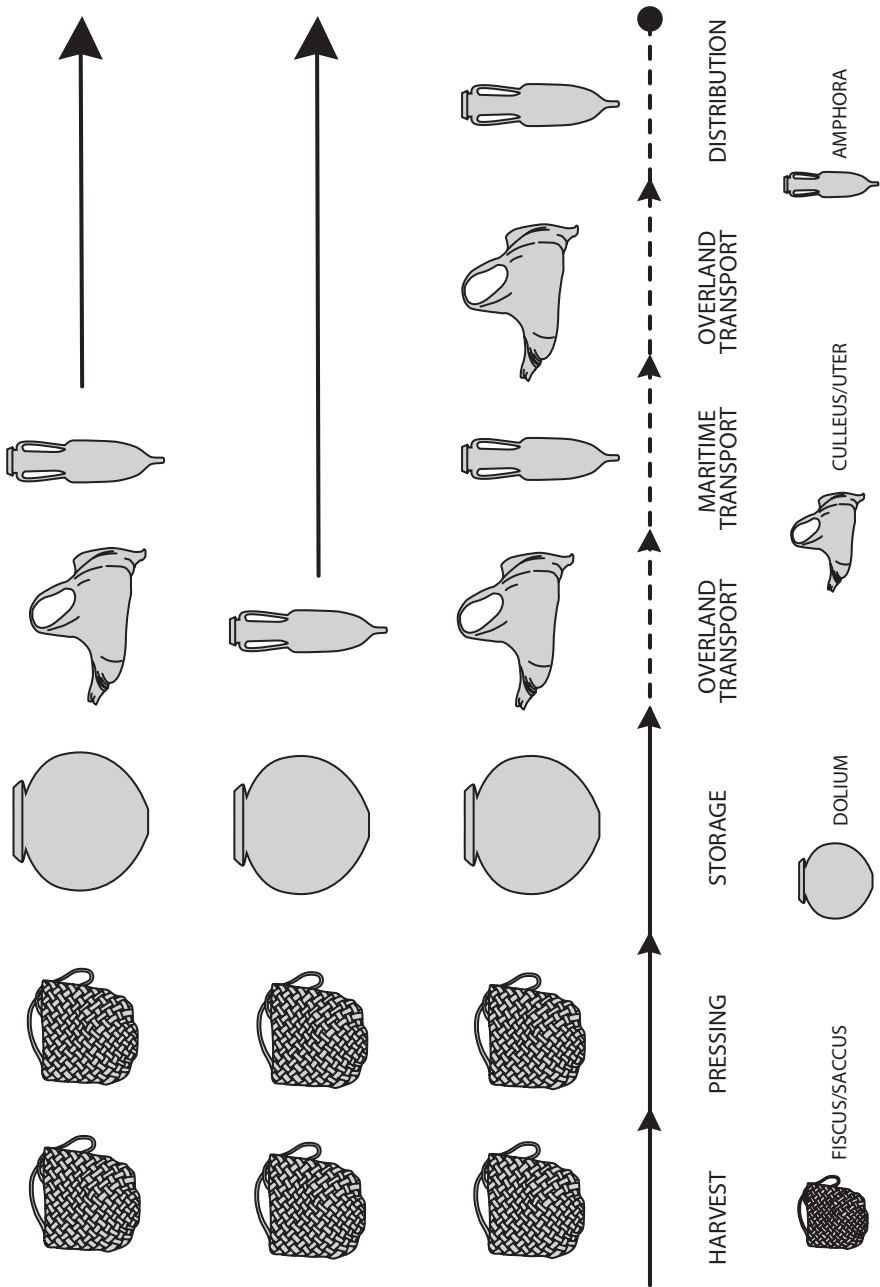 HARVEST
PRESSING
STORAGE
OVERLAND
TRANSPORT
MARITIME
TRANSPORT
OVERLAND
TRANSPORT
DISTRIBUTION
FISCUS/SACCUS
DOLIUM
CULLEUS/UTER
AMPHORA